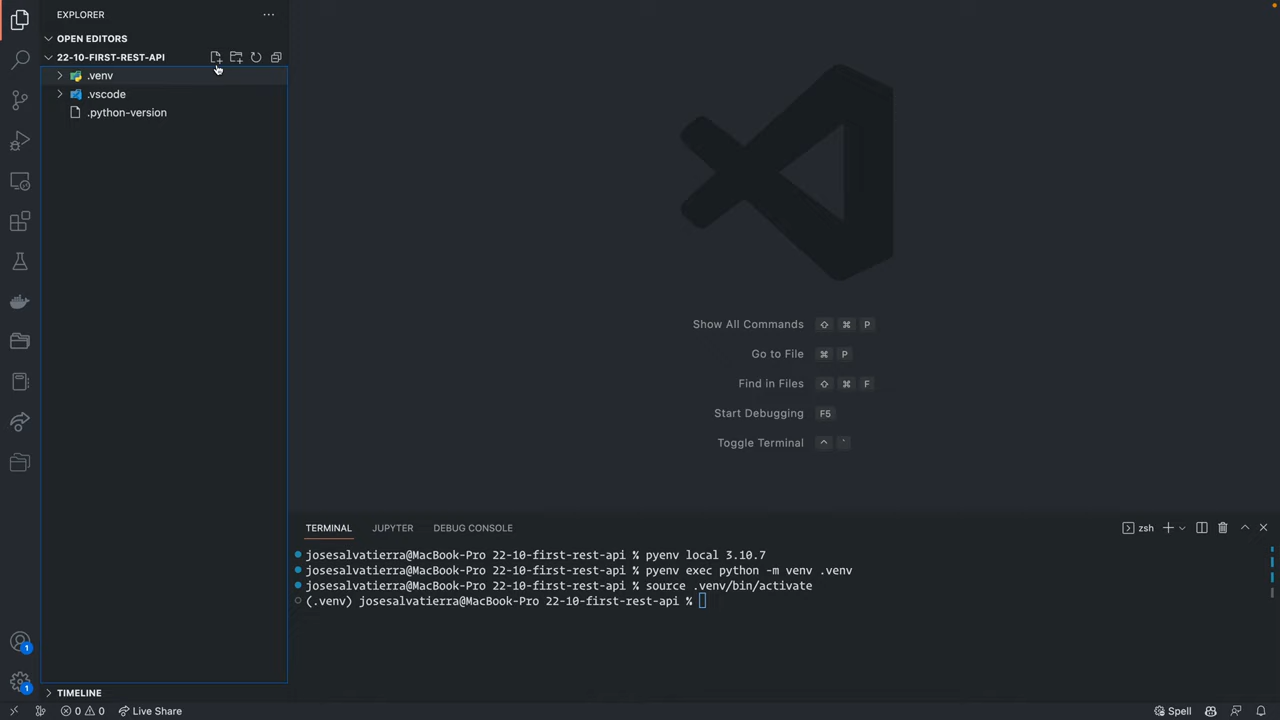 EXPLORER
OPEN EDITORS
22-10-FIRST-REST-API
.venv
.vscode
.python-version
Show All Commands ⇧ ⌘ P
Go to File ⌘ P
Find in Files ⇧ ⌘ F
Start Debugging F5
Toggle Terminal ^ `
TERMINAL JUPYTER DEBUG CONSOLE zsh
josesalvatierra@MacBook-Pro 22-10-first-rest-api % pyenv local 3.10.7
josesalvatierra@MacBook-Pro 22-10-first-rest-api % pyenv exec python -m venv .venv
josesalvatierra@MacBook-Pro 22-10-first-rest-api % source .venv/bin/activate
(.venv) josesalvatierra@MacBook-Pro 22-10-first-rest-api %
1
1
TIMELINE
0 0 Live Share Spell